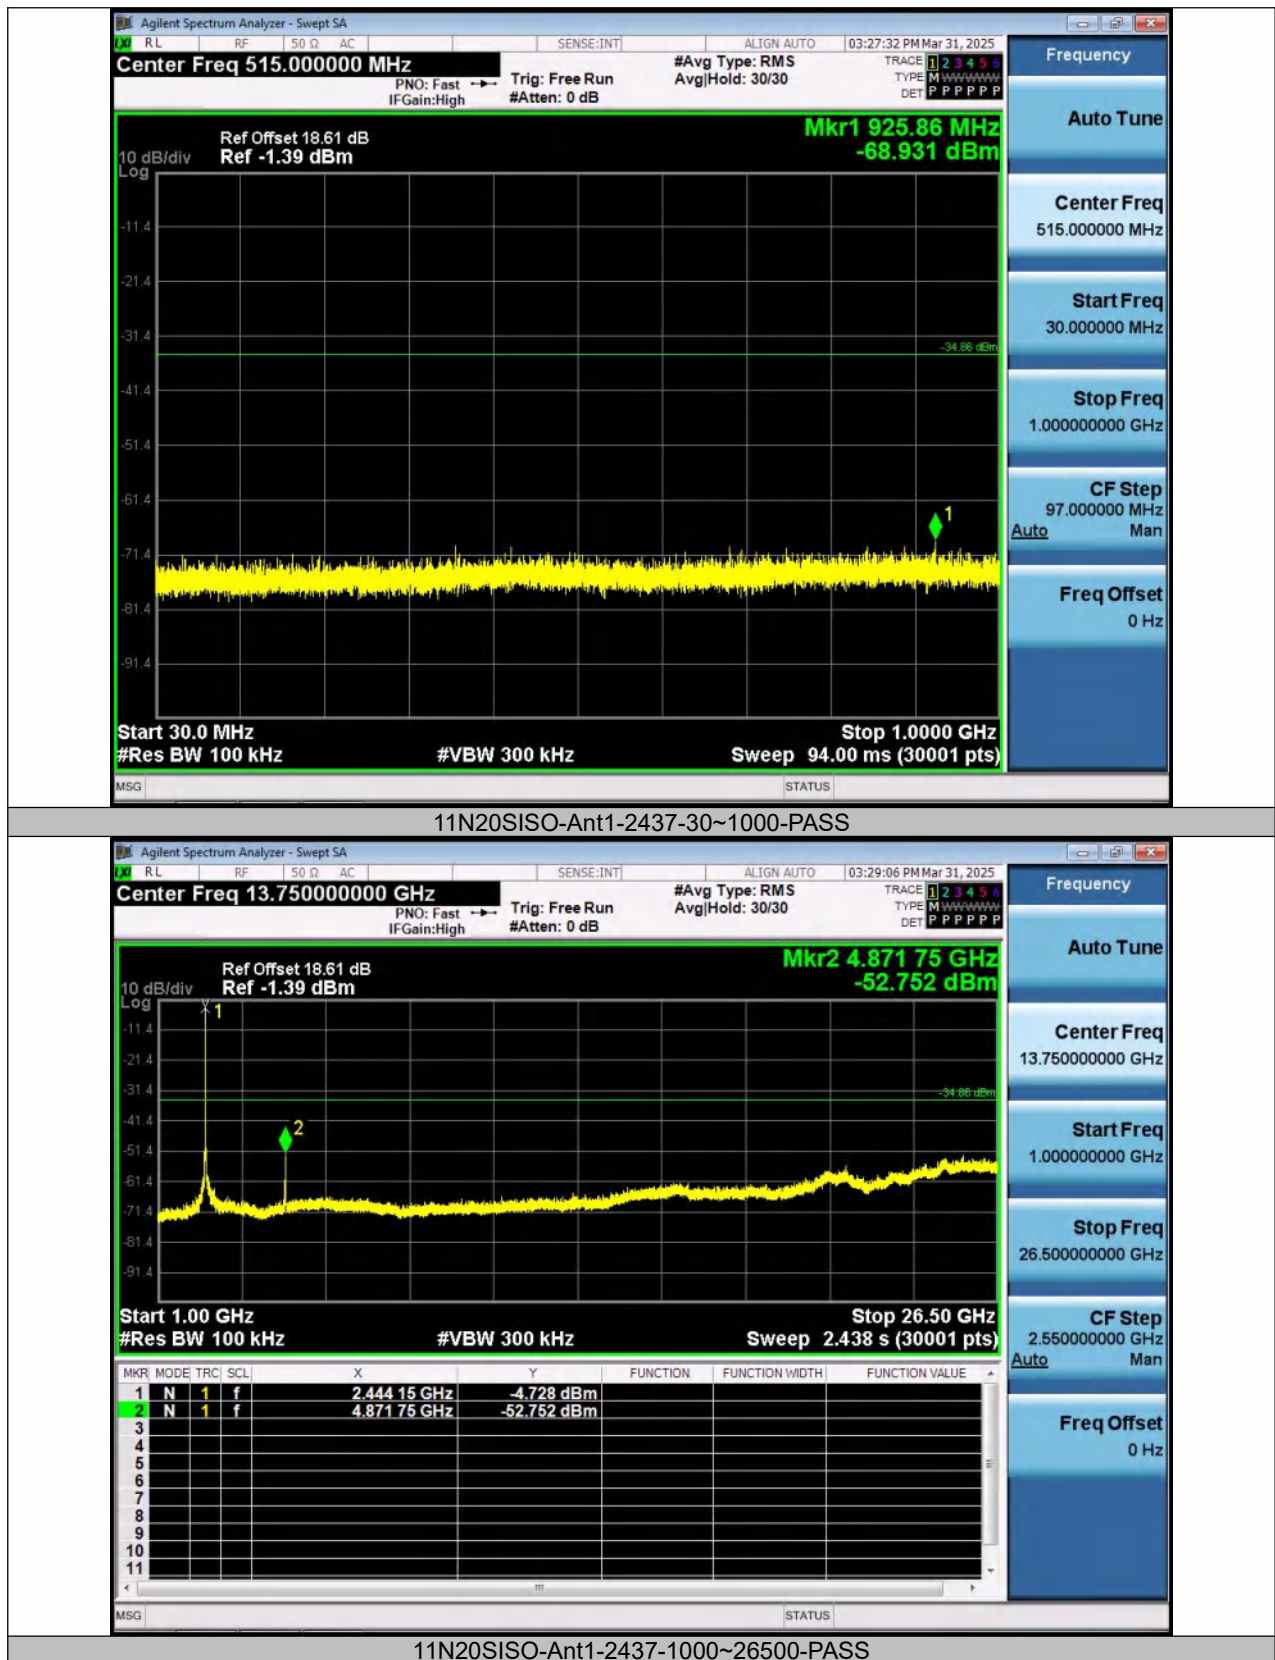 Agilent Spectrum Analyzer - Swept SA
LXI RL RF 50 Ω AC SENSE:INT ALIGN AUTO 03:27:32 PM Mar 31, 2025
Center Freq 515.000000 MHz
PNO: Fast
IFGain:High
Trig: Free Run
#Atten: 0 dB
#Avg Type: RMS
Avg|Hold: 30/30
TRACE 1 2 3 4 5 6
TYPE M WWWWW
DET P P P P P P
Frequency
Mkr1 925.86 MHz
-68.931 dBm
Ref Offset 18.61 dB
10 dB/div Ref -1.39 dBm
Log
-11.4
-21.4
-31.4
-34.86 dBm
-41.4
-51.4
-61.4
1
-71.4
-81.4
-91.4
Start 30.0 MHz Stop 1.0000 GHz
#Res BW 100 kHz #VBW 300 kHz Sweep 94.00 ms (30001 pts)
MSG STATUS
Auto Tune
Center Freq
515.000000 MHz
Start Freq
30.000000 MHz
Stop Freq
1.000000000 GHz
CF Step
97.000000 MHz
Auto Man
Freq Offset
0 Hz
11N20SISO-Ant1-2437-30~1000-PASS
Agilent Spectrum Analyzer - Swept SA
LXI RL RF 50 Ω AC SENSE:INT ALIGN AUTO 03:29:06 PM Mar 31, 2025
Center Freq 13.750000000 GHz
PNO: Fast
IFGain:High
Trig: Free Run
#Atten: 0 dB
#Avg Type: RMS
Avg|Hold: 30/30
TRACE 1 2 3 4 5 6
TYPE M WWWWW
DET P P P P P P
Frequency
Mkr2 4.871 75 GHz
-52.752 dBm
Ref Offset 18.61 dB
10 dB/div Ref -1.39 dBm
Log
1
-11.4
-21.4
-31.4
-34.86 dBm
-41.4
2
-51.4
-61.4
-71.4
-81.4
-91.4
Start 1.00 GHz Stop 26.50 GHz
#Res BW 100 kHz #VBW 300 kHz Sweep 2.438 s (30001 pts)
MKR MODE TRC SCL X Y FUNCTION FUNCTION WIDTH FUNCTION VALUE
1 N 1 f 2.444 15 GHz -4.728 dBm
2 N 1 f 4.871 75 GHz -52.752 dBm
3
4
5
6
7
8
9
10
11
MSG STATUS
Auto Tune
Center Freq
13.750000000 GHz
Start Freq
1.000000000 GHz
Stop Freq
26.500000000 GHz
CF Step
2.550000000 GHz
Auto Man
Freq Offset
0 Hz
11N20SISO-Ant1-2437-1000~26500-PASS